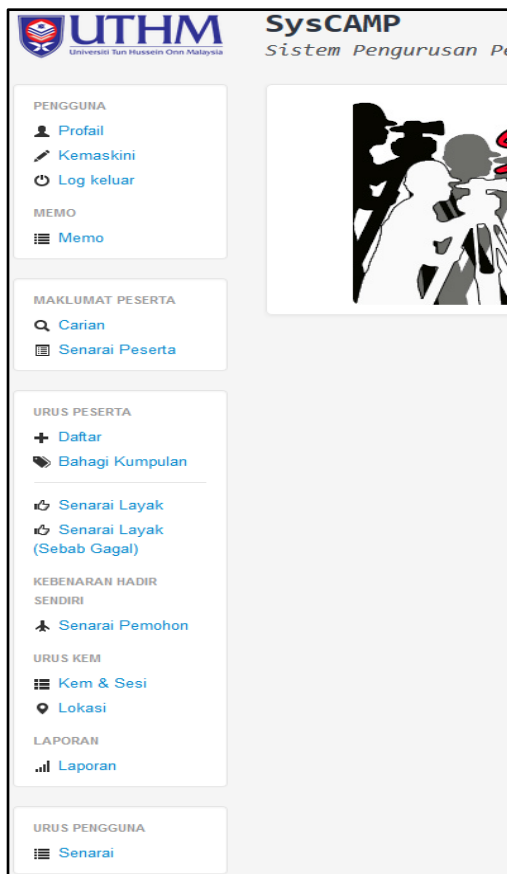 UTHM
Universiti Tun Hussein Onn Malaysia
SysCAMP
Sistem Pengurusan
PENGGUNA
Profail
Kemaskini
Log keluar
MEMO
Memo
MAKLUMAT PESERTA
Carian
Senarai Peserta
URUS PESERTA
Daftar
Bahagi Kumpulan
Senarai Layak
Senarai Layak
(Sebab Gagal)
KEBENARAN HADIR
SENDIRI
Senarai Pemohon
URUS KEM
Kem & Sesi
Lokasi
LAPORAN
Laporan
URUS PENGGUNA
Senarai